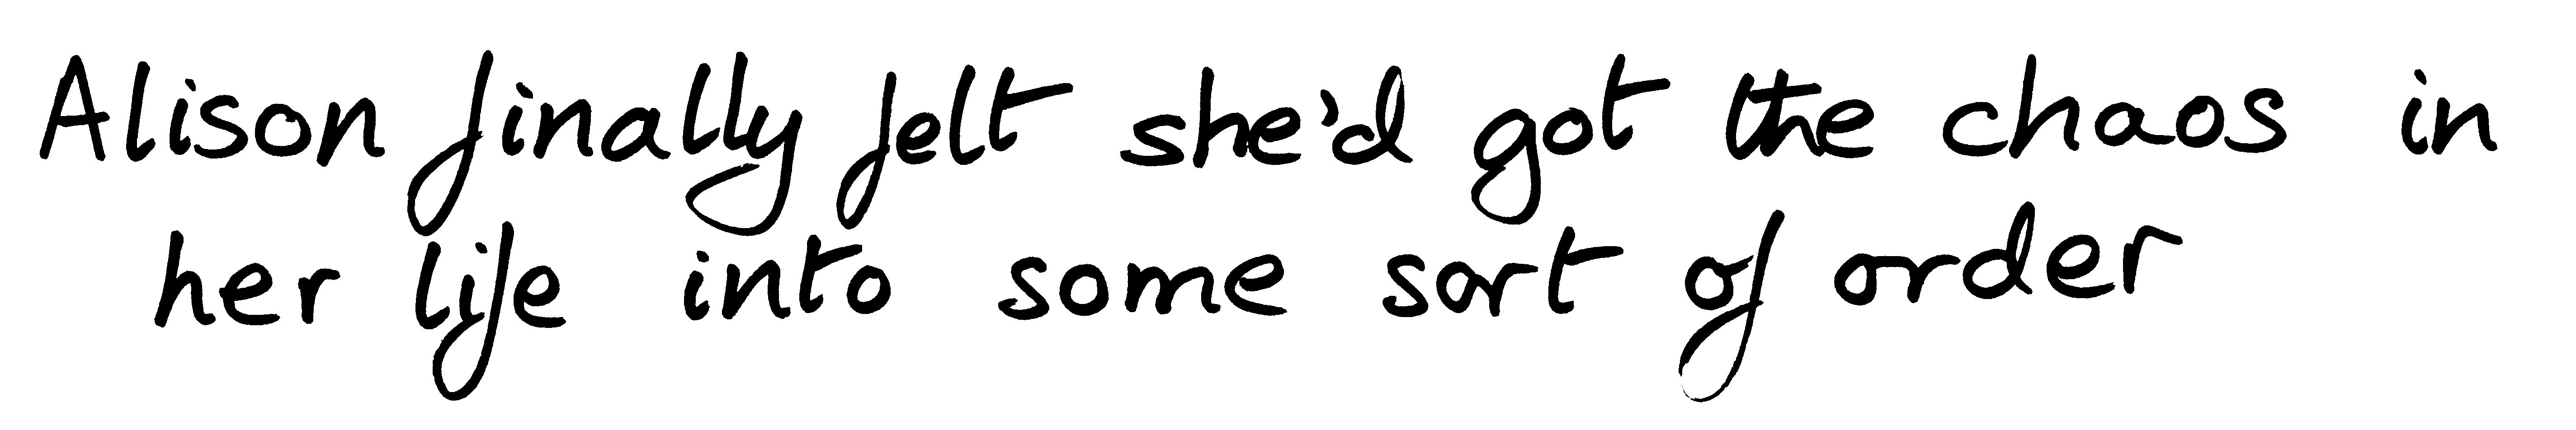 Alison finally felt she'd got the chaos in
her life into some sort of order